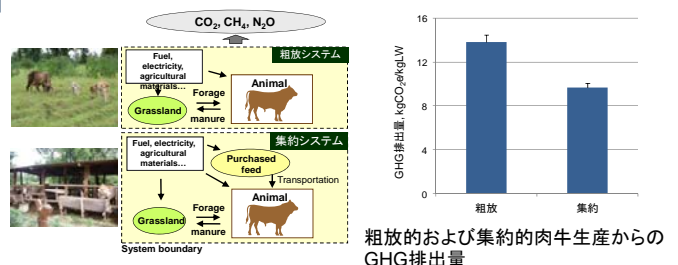 CO2, CH4, N2O
粗放システム
Fuel,
electricity,
agricultural
materials…
Animal
Forage
Grassland
manure
集約システム
Fuel, electricity,
agricultural
materials…
Purchased
feed
Transportation
Animal
Forage
Grassland
manure
System boundary
GHG排出量, kgCO2e/kgLW
16
12
8
4
0
粗放
集約
粗放的および集約的肉牛生産からの
GHG排出量